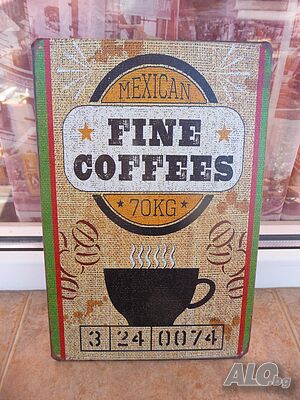 MEXICAN
FINE
COFFEES
70KG
3 24 0074
ALO.bg